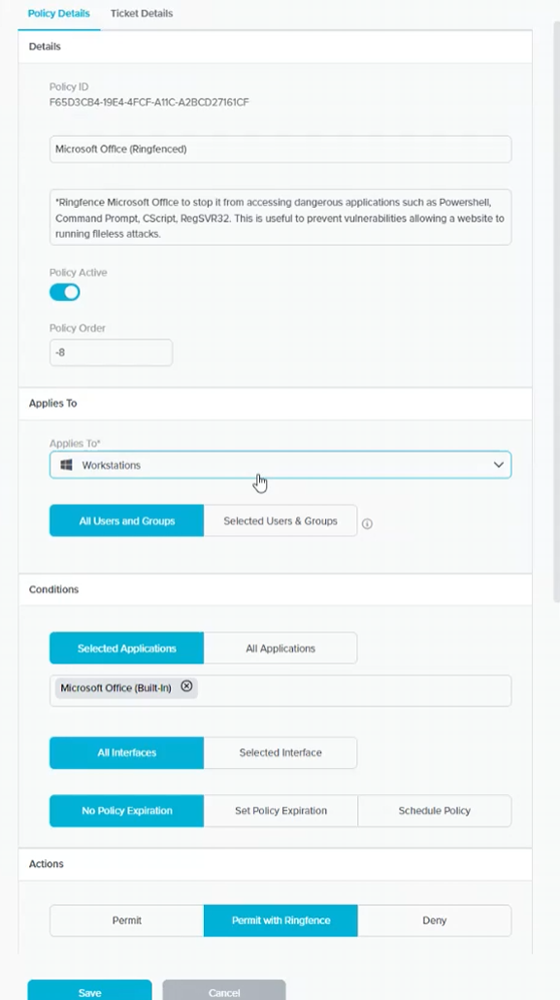 Policy Details Ticket Details
Details
Policy ID
F65D3CB4-19E4-4FCF-A11C-A2BCD27161CF
Microsoft Office (Ringfenced)
*Ringfence Microsoft Office to stop it from accessing dangerous applications such as Powershell,
Command Prompt, CScript, RegSVR32. This is useful to prevent vulnerabilities allowing a website to
running fileless attacks.
Policy Active
Policy Order
-8
Applies To
Applies To*
Workstations
All Users and Groups Selected Users & Groups
Conditions
Selected Applications All Applications
Microsoft Office (Built-In)
All Interfaces Selected Interface
No Policy Expiration Set Policy Expiration Schedule Policy
Actions
Permit Permit with Ringfence Deny
Save Cancel